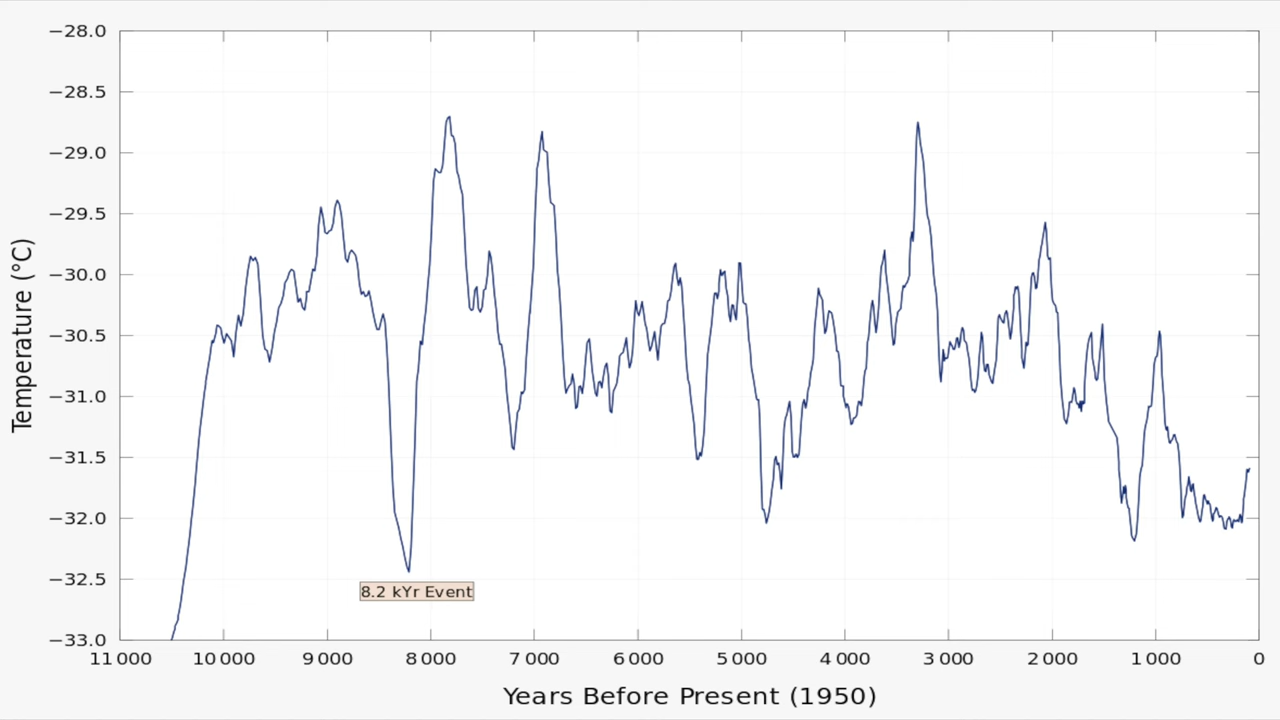 −28.0
−28.5
−29.0
−29.5
−30.0
−30.5
−31.0
−31.5
−32.0
−32.5
−33.0
Temperature (°C)
8.2 kYr Event
11 000 10 000 9 000 8 000 7 000 6 000 5 000 4 000 3 000 2 000 1 000 0
Years Before Present (1950)